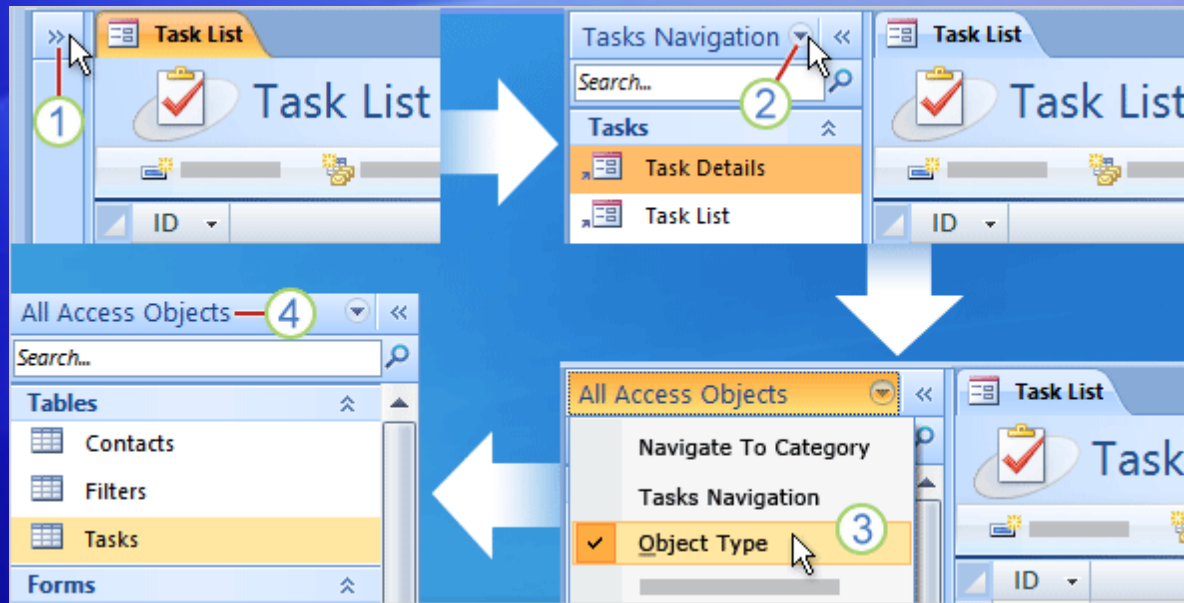 Task List
1
Task List
ID
Tasks Navigation
Task List
Search...
2
Task List
Tasks
Task Details
Task List
ID
All Access Objects
4
Search...
Tables
Contacts
Filters
Tasks
Forms
All Access Objects
Task List
Navigate To Category
Task
Tasks Navigation
Object Type
3
ID